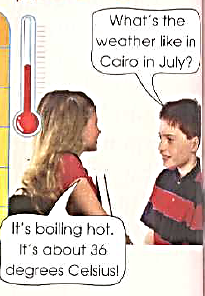 What's the
weather like in
Cairo in July?
It's boiling hot.
It's about 36
degrees Celsius!